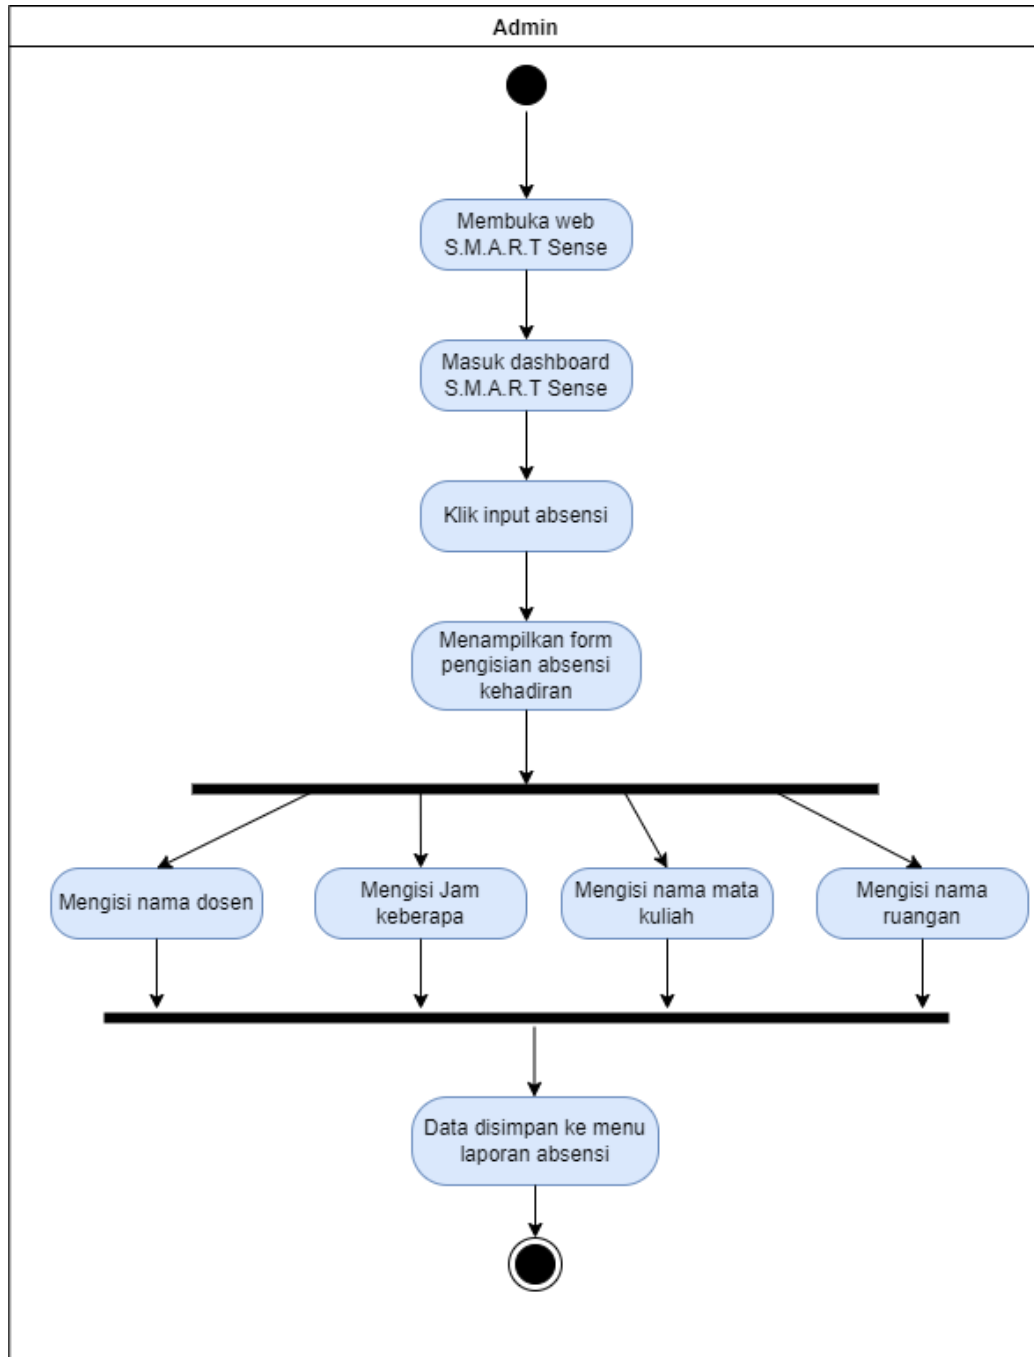 Admin
Membuka web
S.M.A.R.T Sense
Masuk dashboard
S.M.A.R.T Sense
Klik input absensi
Menampilkan form
pengisian absensi
kehadiran
Mengisi nama dosen
Mengisi Jam
keberapa
Mengisi nama mata
kuliah
Mengisi nama
ruangan
Data disimpan ke menu
laporan absensi